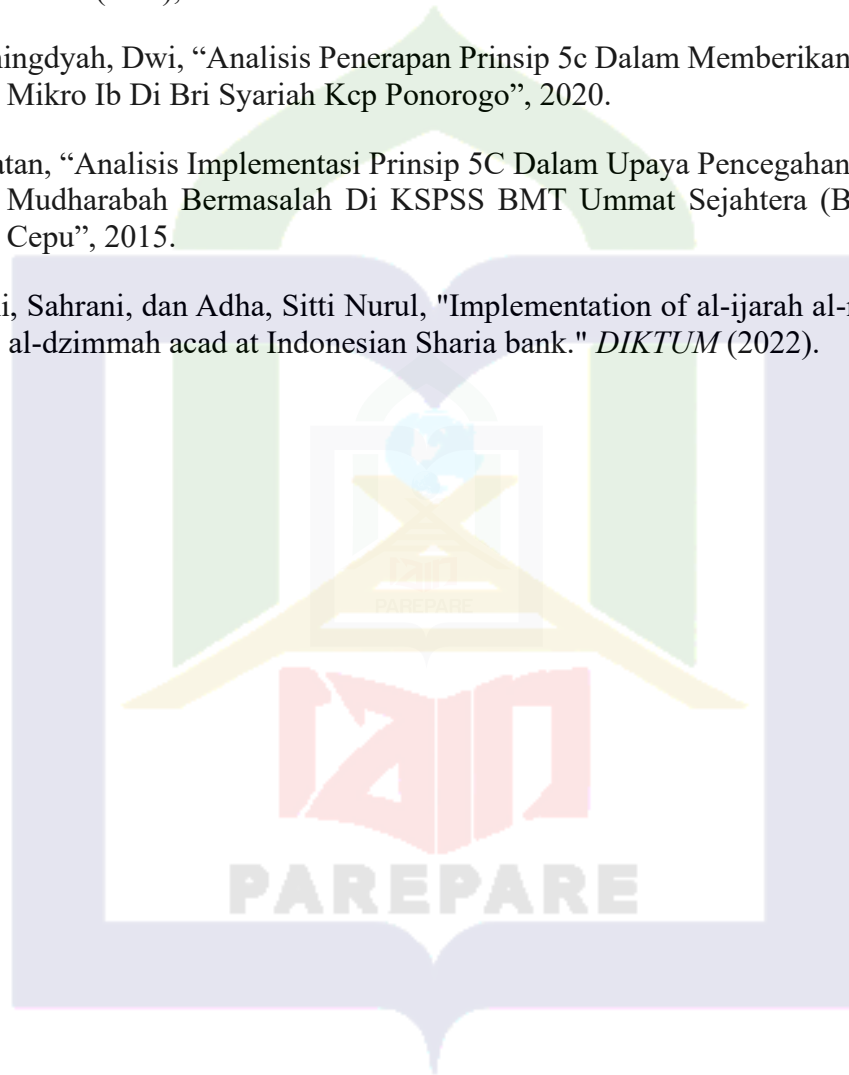 ningdyah, Dwi, “Analisis Penerapan Prinsip 5c Dalam Memberikan
Mikro Ib Di Bri Syariah Kcp Ponorogo”, 2020.
atan, “Analisis Implementasi Prinsip 5C Dalam Upaya Pencegahan
Mudharabah Bermasalah Di KSPSS BMT Ummat Sejahtera (B
Cepu”, 2015.
i, Sahrani, dan Adha, Sitti Nurul, "Implementation of al-ijarah al-
al-dzimmah acad at Indonesian Sharia bank." DIKTUM (2022).
iain
PAREPARE
iain
PAREPARE